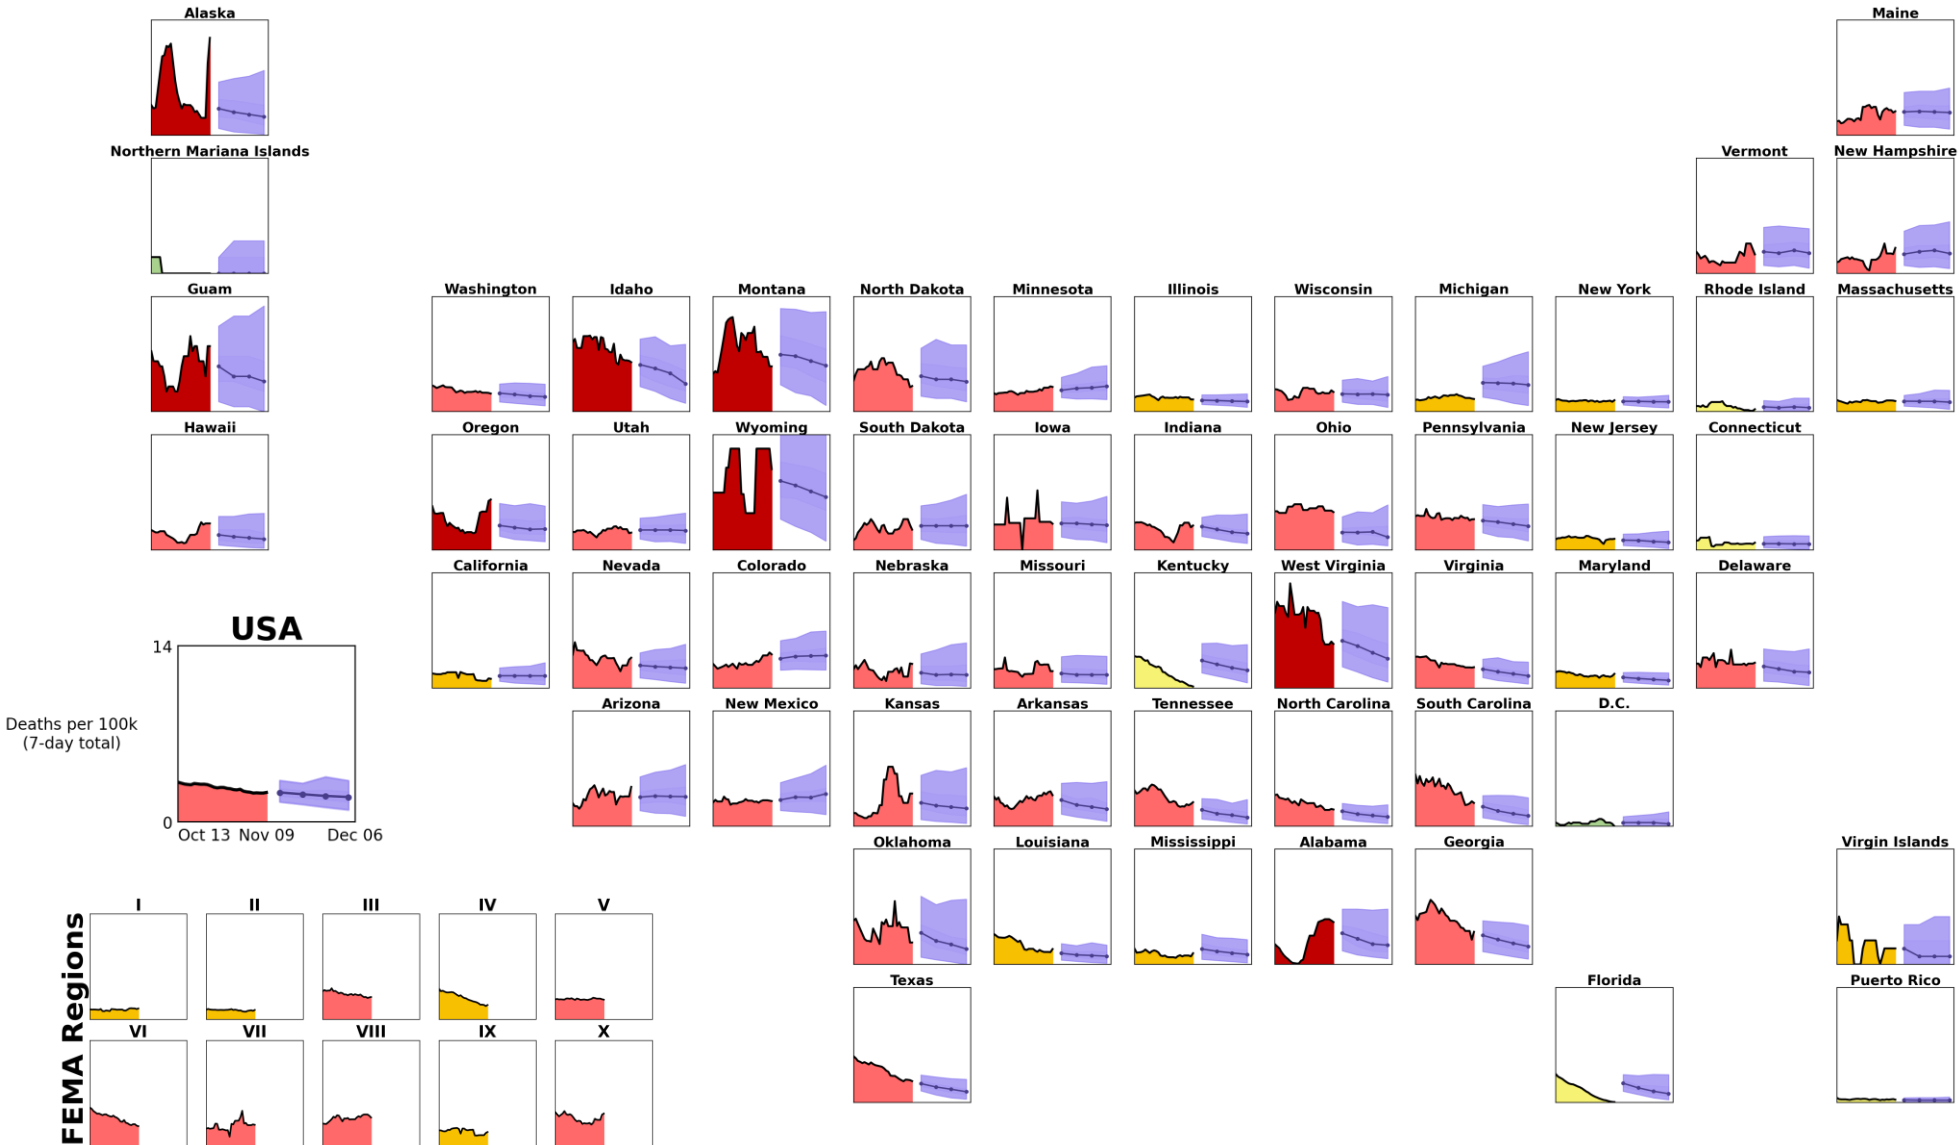 Alaska
Maine
Northern Mariana Islands
Vermont
New Hampshire
Guam
Washington
Idaho
Montana
North Dakota
Minnesota
Illinois
Wisconsin
Michigan
New York
Rhode Island
Massachusetts
Hawaii
Oregon
Utah
Wyoming
South Dakota
Iowa
Indiana
Ohio
Pennsylvania
New Jersey
Connecticut
California
Nevada
Colorado
Nebraska
Missouri
Kentucky
West Virginia
Virginia
Maryland
Delaware
USA
14
Deaths per 100k
(7-day total)
0
Oct 13
Nov 09
Dec 06
Arizona
New Mexico
Kansas
Arkansas
Tennessee
North Carolina
South Carolina
D.C.
Oklahoma
Louisiana
Mississippi
Alabama
Georgia
Virgin Islands
Texas
Florida
Puerto Rico
FEMA Regions
I
II
III
IV
V
VI
VII
VIII
IX
X